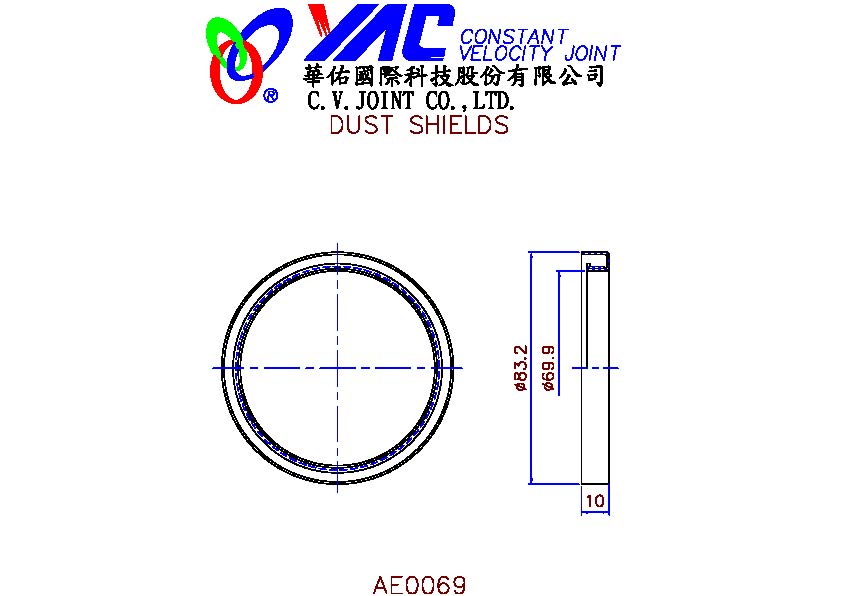 YAC CONSTANT
VELOCITY JOINT
®
華佑國際科技股份有限公司
C.V.JOINT CO.,LTD.
DUST SHIELDS
ø83.2
ø69.9
10
AE0069